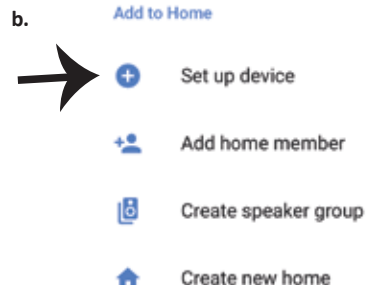 b.
Add to Home
Set up device
Add home member
Create speaker group
Create new home